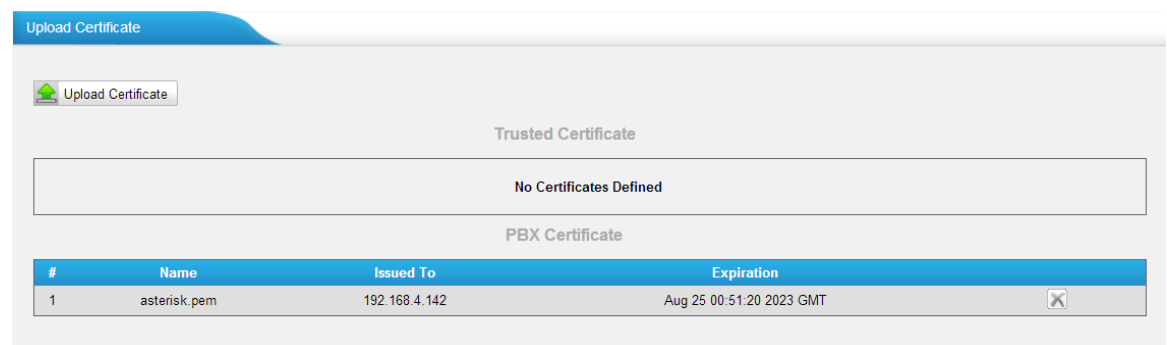 Upload Certificate
Upload Certificate
Trusted Certificate
No Certificates Defined
PBX Certificate
# Name Issued To Expiration
1 asterisk.pem 192.168.4.142 Aug 25 00:51:20 2023 GMT